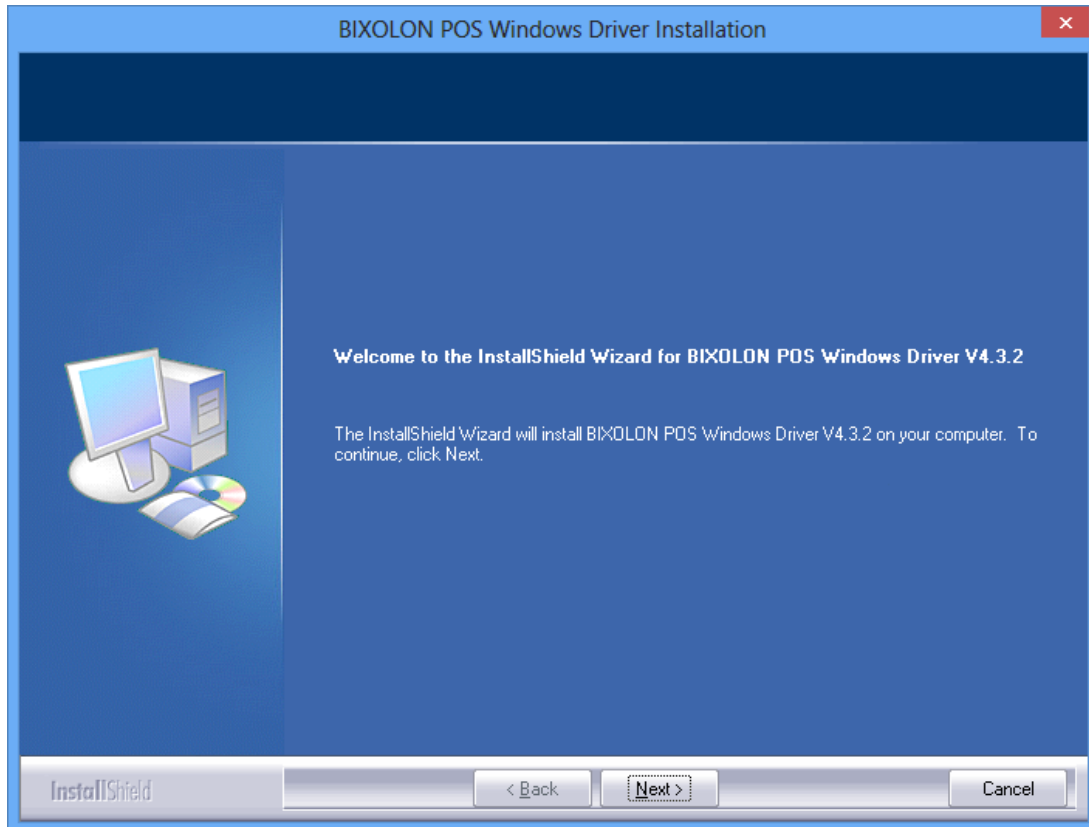 BIXOLON POS Windows Driver Installation
Welcome to the InstallShield Wizard for BIXOLON POS Windows Driver V4.3.2
The InstallShield Wizard will install BIXOLON POS Windows Driver V4.3.2 on your computer. To
continue, click Next.
InstallShield
< Back
Next >
Cancel